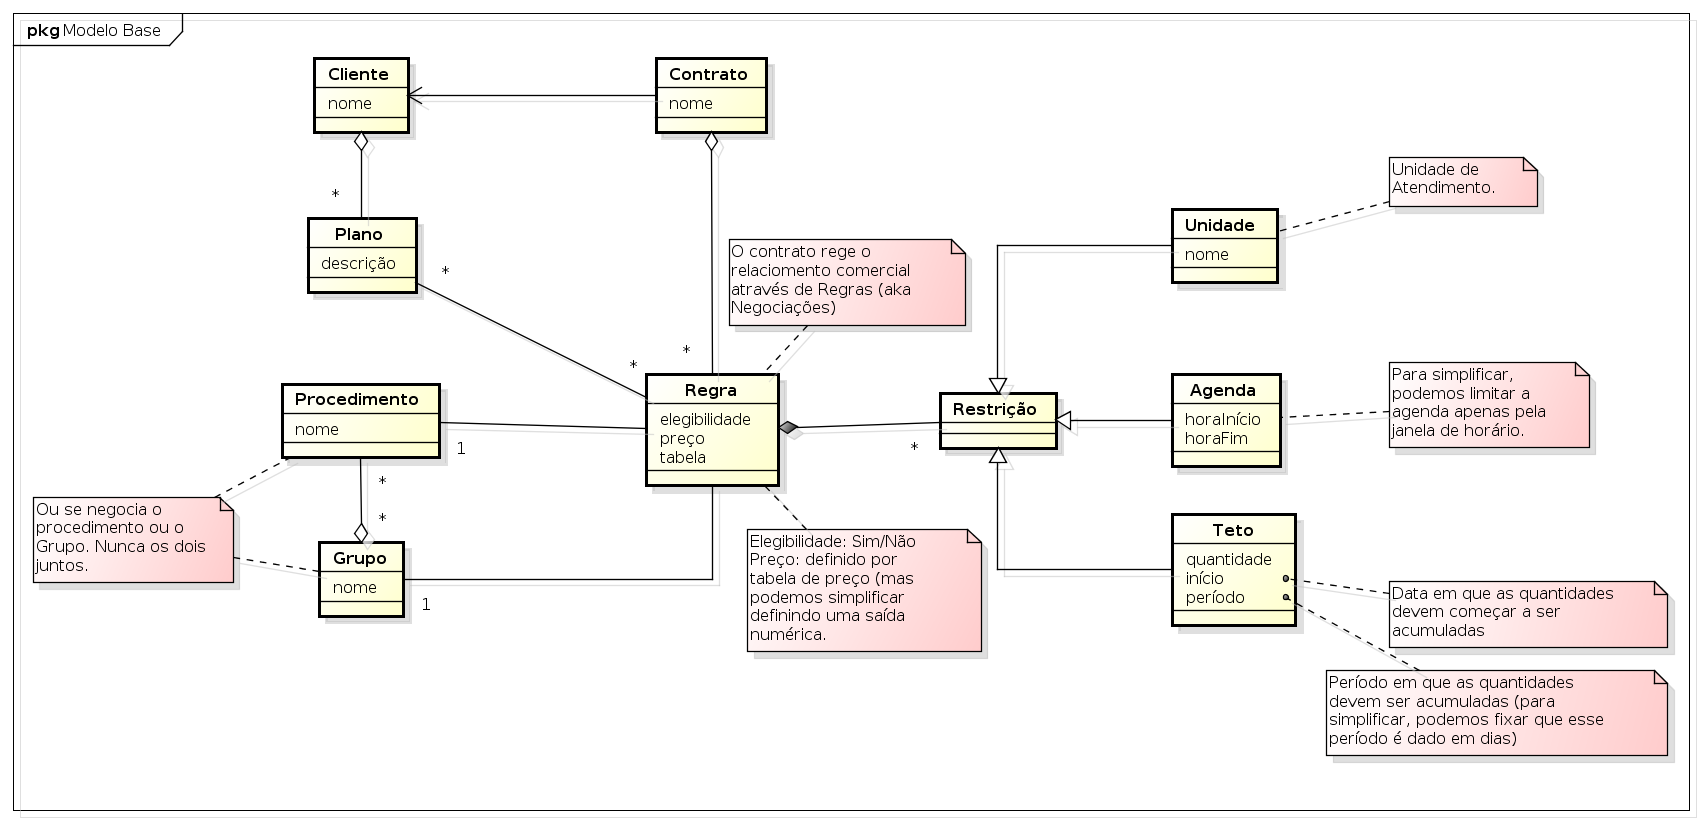 pkg Modelo Base
Cliente
nome
Contrato
nome
*
Plano
descrição
*
*
*
O contrato rege o
relaciomento comercial
através de Regras (aka
Negociações)
Unidade de
Atendimento.
Unidade
nome
Procedimento
nome
1
Regra
elegibilidade
preço
tabela
*
Restrição
Agenda
horaInício
horaFim
Para simplificar,
podemos limitar a
agenda apenas pela
janela de horário.
*
*
Ou se negocia o
procedimento ou o
Grupo. Nunca os dois
juntos.
Grupo
nome
1
Elegibilidade: Sim/Não
Preço: definido por
tabela de preço (mas
podemos simplificar
definindo uma saída
numérica.
Teto
quantidade
início
período
Data em que as quantidades
devem começar a ser
acumuladas
Período em que as quantidades
devem ser acumuladas (para
simplificar, podemos fixar que esse
período é dado em dias)